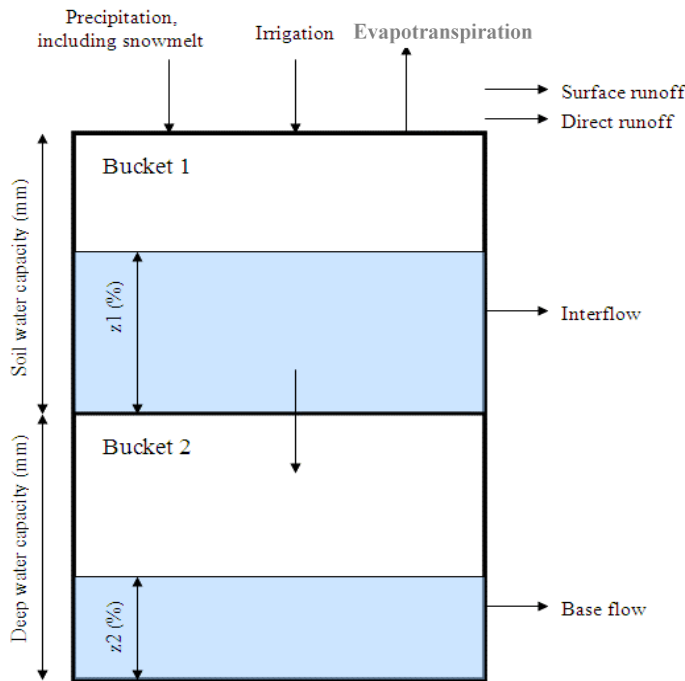 Precipitation,
including snowmelt
Irrigation
Evapotranspiration
Surface runoff
Direct runoff
Bucket 1
Soil water capacity (mm)
z1 (%)
Interflow
Bucket 2
Deep water capacity (mm)
z2 (%)
Base flow